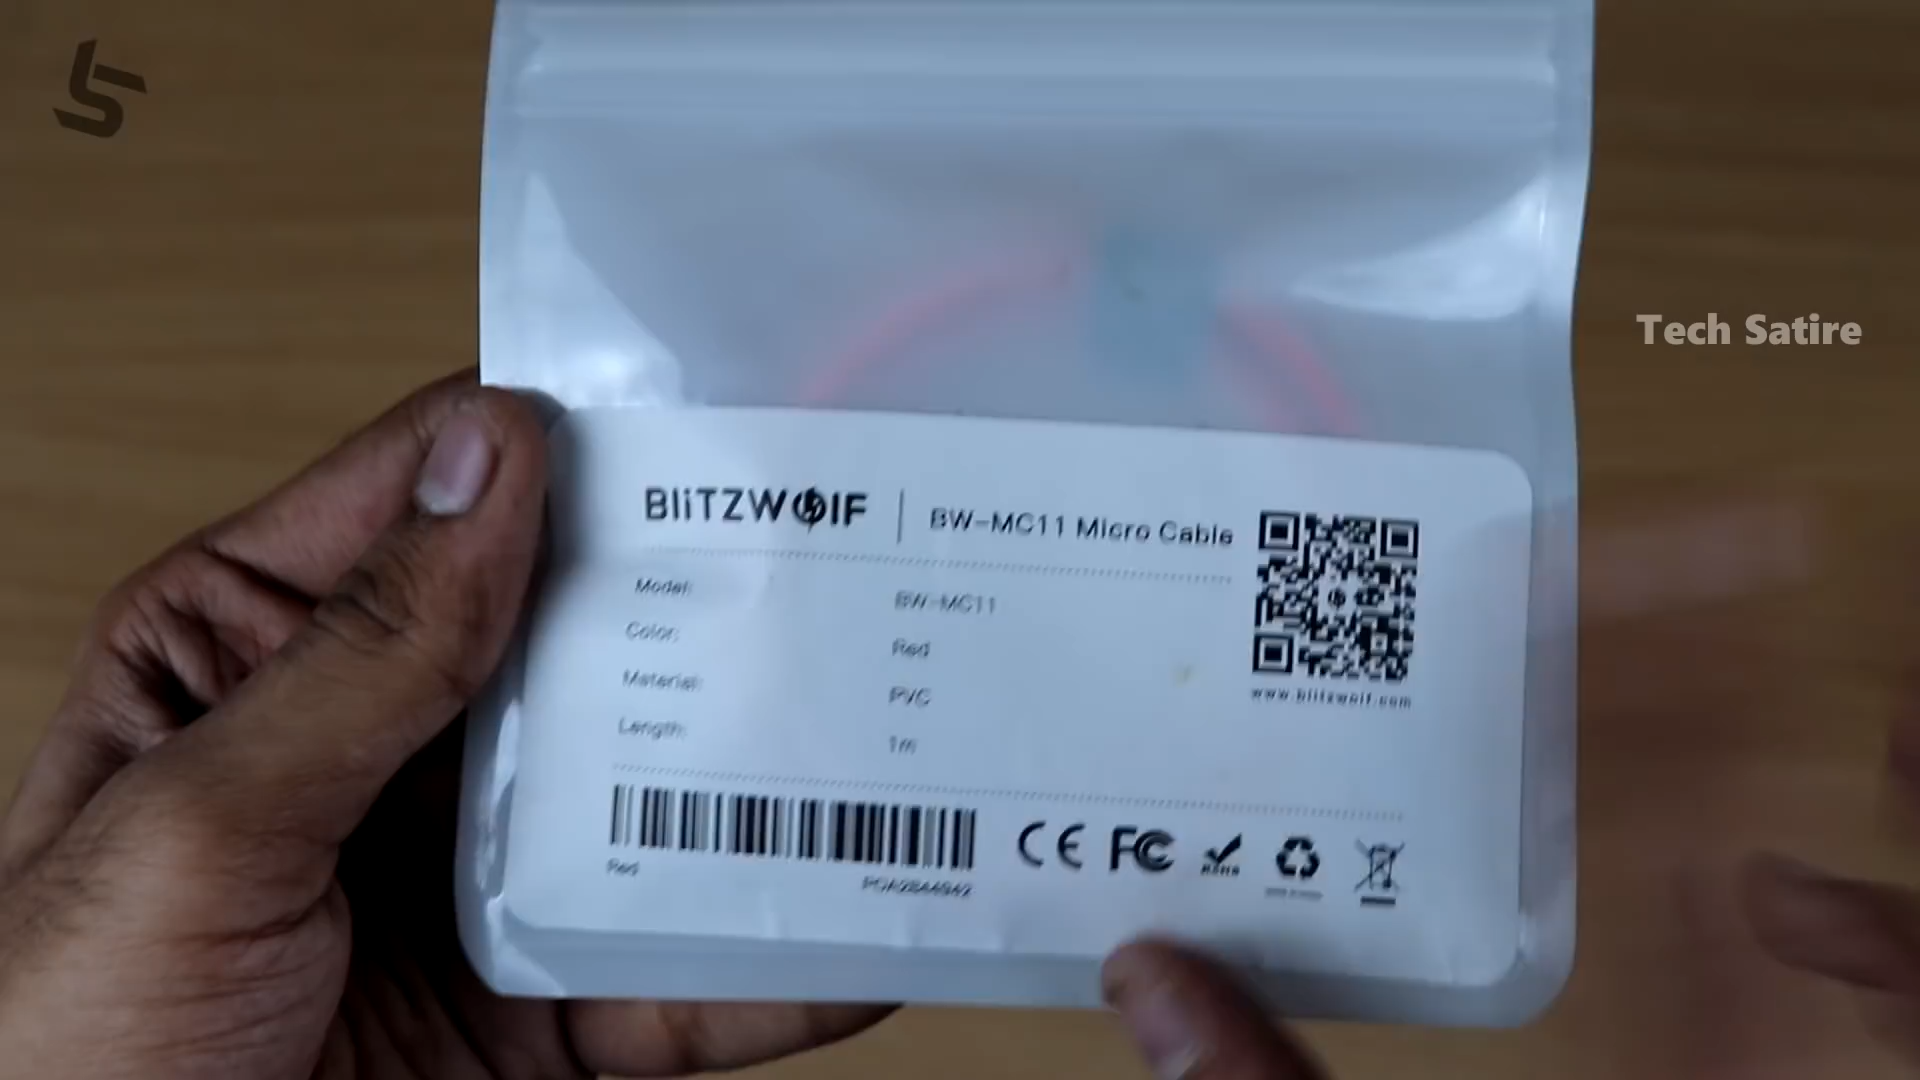 Tech Satire
BliTZWOlF
BW-MC11 Micro Cable
Model: BW-MC11
Color: Red
Material: PVC
Length: 1m
www.blitzwolf.com
CE FC RoHS
Red